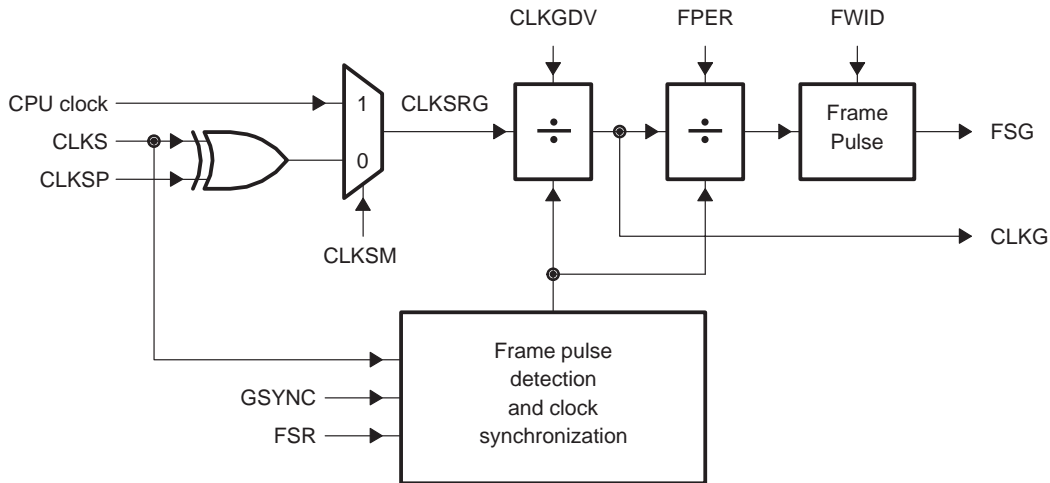 CLKGDV
FPER
FWID
CPU clock
1
CLKSRG
÷
÷
Frame
Pulse
FSG
CLKS
0
CLKSP
CLKG
CLKSM
Frame pulse
detection
and clock
synchronization
GSYNC
FSR